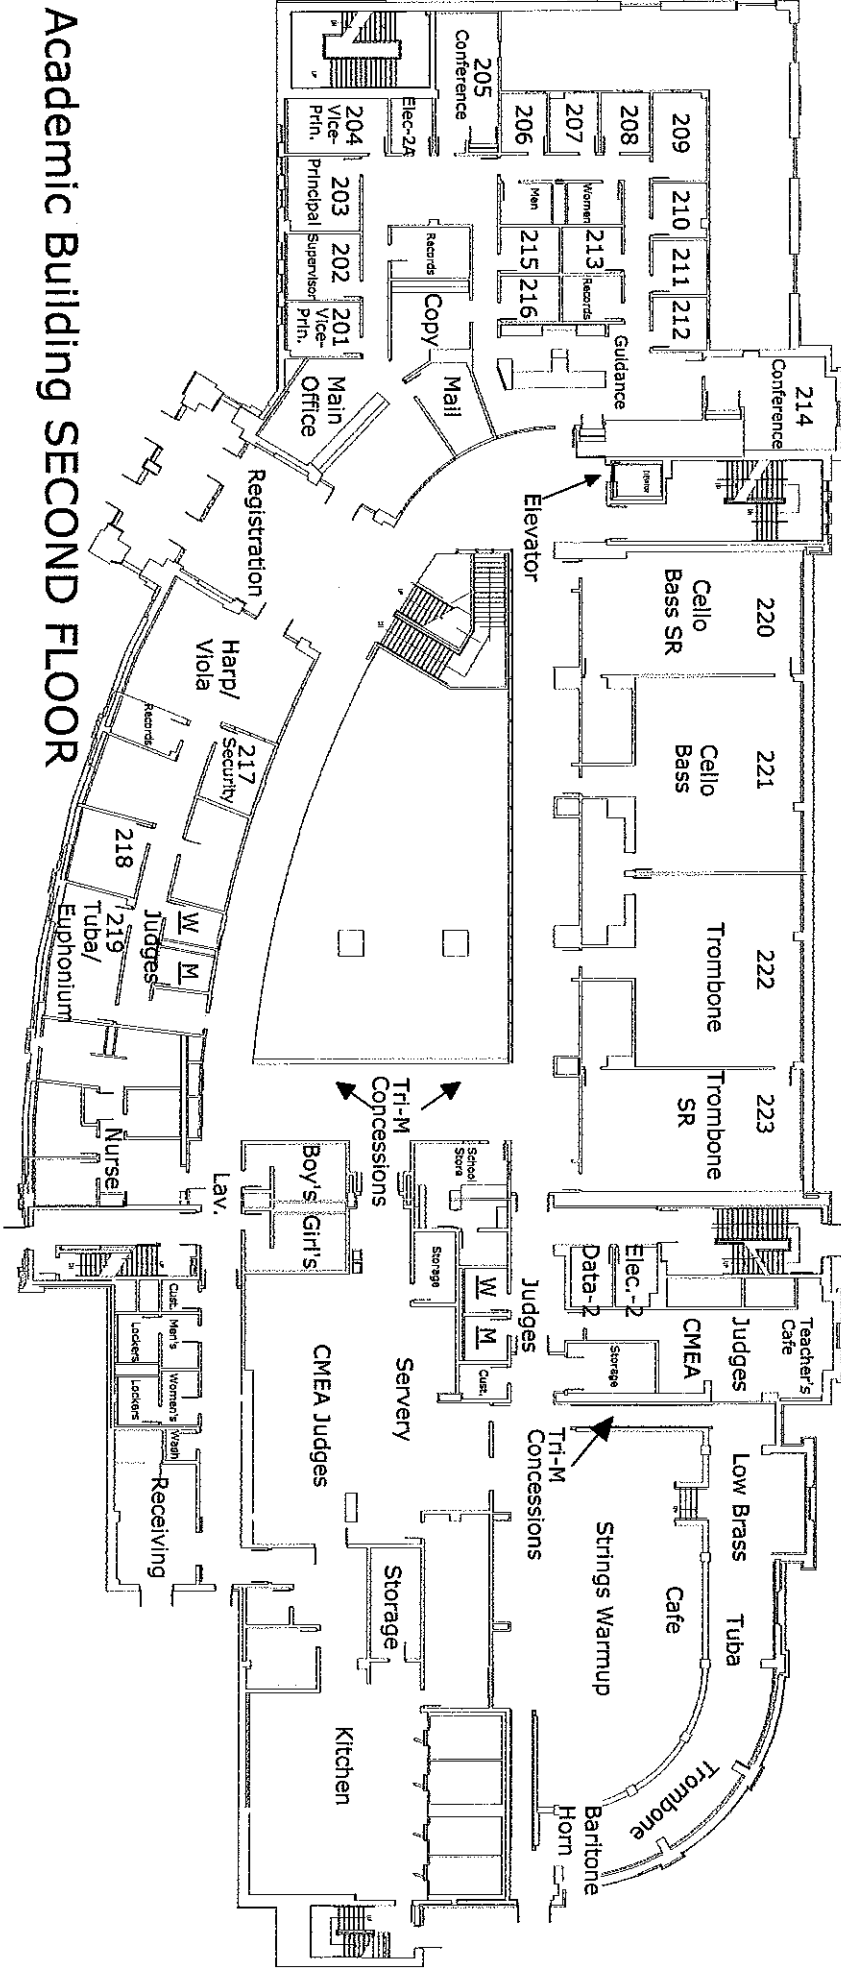 Academic Building SECOND FLOOR
205
Conference
Elec-2A
204
Vice-
Prin.
203
Principal
202
Supervisor
201
Vice-
Prin.
206
207
208
209
210
211
212
Men
Women
215
213
216
Records
Records
Copy
Mail
Main
Office
Guidance
214
Conference
Elevator
Registration
Harp/
Viola
Records
217
Security
218
219
Tuba/
Euphonium
Judges
W
M
Nurse
Lav.
220
Cello
Bass SR
221
Cello
Bass
222
Trombone
223
Trombone
SR
Tri-M
Concessions
Boy's
Girl's
School
Store
Storage
W
M
Cust.
Judges
Data-2
Elec.-2
Storage
CMEA
Judges
Teacher's
Cafe
Servery
CMEA Judges
Tri-M
Concessions
Cust.
Men's
Women's
Lockers
Lockers
Wash
Receiving
Low Brass
Tuba
Trombone
Strings Warmup
Cafe
Baritone
Horn
Storage
Kitchen